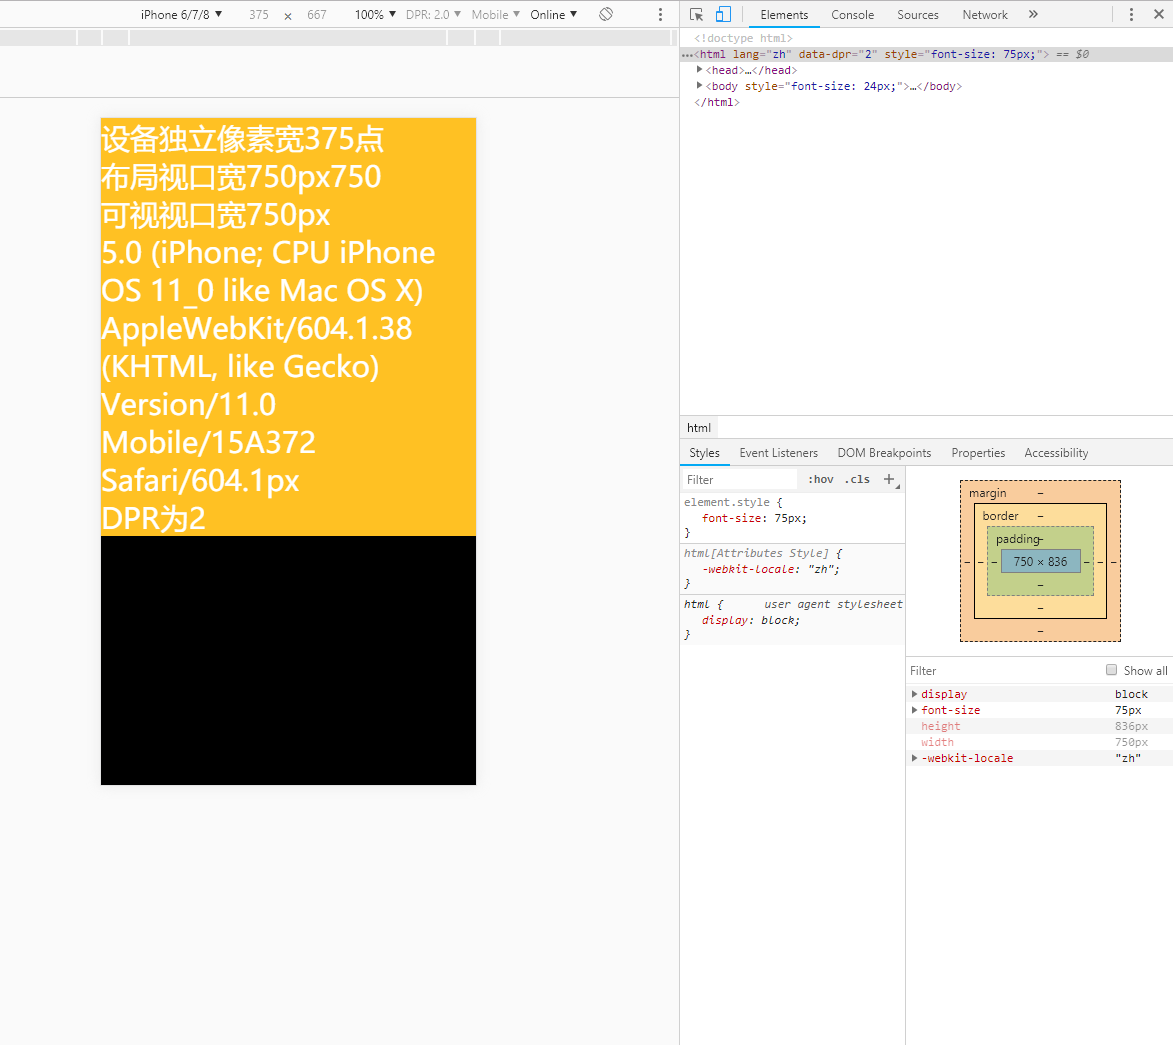 iPhone 6/7/8 ▼ 375 × 667 100% ▼ DPR: 2.0 ▼ Mobile ▼ Online ▼
设备独立像素宽375点
布局视口宽750px750
可视视口宽750px
5.0 (iPhone; CPU iPhone
OS 11_0 like Mac OS X)
AppleWebKit/604.1.38
(KHTML, like Gecko)
Version/11.0
Mobile/15A372
Safari/604.1px
DPR为2
Elements Console Sources Network »
<!doctype html>
…<html lang="zh" data-dpr="2" style="font-size: 75px;"> == $0
▶<head>…</head>
▶<body style="font-size: 24px;">…</body>
</html>
html
Styles Event Listeners DOM Breakpoints Properties Accessibility
Filter :hov .cls +
element.style {
font-size: 75px;
}
html[Attributes Style] {
-webkit-locale: "zh";
}
html { user agent stylesheet
display: block;
}
margin –
border –
padding –
– – – 750 × 836 – – –
–
–
–
Filter Show all
▶ display block
▶ font-size 75px
height 836px
width 750px
▶ -webkit-locale "zh"